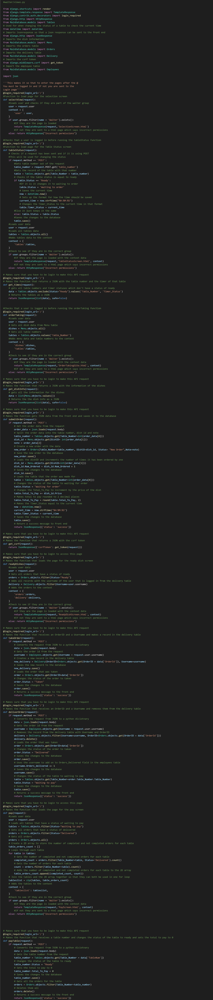 #waiter/views.py

from django.shortcuts import render
from django.template.response import TemplateResponse
from django.contrib.auth.decorators import login_required
from django.http import HttpResponse
from MainDatabase.models import Tables
# Used for when changing the status of a table to check the current time
from datetime import datetime
# Imports Jsonresponse so that a json response can be sent to the front end
from django.http import JsonResponse
# Imports the dish information
from MainDatabase.models import Menu
# Imports the orders table
from MainDatabase.models import Orders
# Imports the delivery table
from MainDatabase.models import Delivery
# Imports the csrf token
from django.middleware.csrf import get_token
# Import the employee table
from MainDatabase.models import Employees

import json

'''This makes it so that to enter the pages after the @
You must be logged in and if not you are sent to the
Login page'''
@login_required(login_url='/')
#Function to load page for the selection screen
def selectView(request):
    #loads user and checks if they are part of the waiter group
    user = request.user
    context = {
        'user' : user,
    }
    if user.groups.filter(name = 'Waiter').exists():
        #If they are the page is loaded
        return TemplateResponse(request,'SelectionScreen.html')
        #If not they are sent to a html page which says incorrect permissions
    else: return HttpResponse("Incorrect permissions")

#Checks that a user is logged in before running the tableStatus function
@login_required(login_url='/')
#Function to load page for the Table Status screen
def tableStatus(request):
    # Checks if a request has been sent and if it is using POST
    #This will be used for changing the status
    if request.method == 'POST':
        #Gets table number out of the request
        table_number = request.POST.get('table_number')
        #Gets the record of the table with that number
        table = Tables.objects.get(Table_Number = table_number)
        # Checks if the table status is equal to ready
        if table.Status == 'Ready':
            #If it is it changes it to waiting to order
            table.Status = 'Waiting to order'
            # Saves the current time
            now = datetime.now()
            # Sets up the format for how the time should be saved
            current_time = now.strftime("%H:%M:%S")
            # Changes the Timer_Status to the current time in that format
            table.Timer_Status = current_time
        #Else it just keeps it the same
        else: table.Status = table.Status
        #Saves the changes to the database
        table.save()
    #Loads user data
    user = request.user
    #Loads all tables data
    tables = Tables.objects.all()
    #Adds tables data to the context
    context = {
        'tables':tables,
    }
    #Check to see if they are in the correct group
    if user.groups.filter(name = 'Waiter').exists():
        #If they are the page is loaded with the context data
        return TemplateResponse(request,'TableStatusScreen.html', context)
        #If not they are sent to a html page which says incorrect permissions
    else: return HttpResponse("Incorrect permissions")

# Makes sure that you have to be login to make this API request
@login_required(login_url='/')
# Makes the function that returns a JSON with the table number and the timer of that table
def get_times(request):
    # gets all table numbers and timer statuses which don't have a status of ready
    data = Tables.objects.exclude(Status="Ready").values('Table_Number', 'Timer_Status')
    # Returns the tables as a JSON
    return JsonResponse(list(data), safe=False)


#Checks that a user is logged in before running the orderTaking function
@login_required(login_url='/')
def orderTaking(request):
    #Loads user data
    user = request.user
    # Gets all dish data from Menu table
    dishes = Menu.objects.all()
    # Gets all table numbers
    tables = Tables.objects.values('Table_Number')
    #Adds menu data and table numbers to the context
    context = {
        'dishes':dishes,
        'tables':tables,
    }
    #Check to see if they are in the correct group
    if user.groups.filter(name = 'Waiter').exists():
        #If they are the page is loaded with the context data
        return TemplateResponse(request,'OrderTakingSite.html', context)
        #If not they are sent to a html page which says incorrect permissions
    else: return HttpResponse("Incorrect permissions")

# Makes sure that you have to be login to make this API request
@login_required(login_url='/')
# Makes the function that returns a JSON with the information of the dishes
def get_dishInfo(request):
    # gets all the information for the dishes
    data = list(Menu.objects.values())
    # Returns the the dish info as a JSON
    return JsonResponse(list(data), safe=False)

# Makes sure that you have to be login to make this API request
@login_required(login_url='/')
# Makes the function gets JSON data from the front end and saves it to the database
def submitOrder(request):
    if request.method == 'POST':
        # Get the order data from the request
        order_data = json.loads(request.body)
        # Split the order data into the table number, dish id and note
        table_number = Tables.objects.get(Table_Number=int(order_data[0]))
        dish_id = Menu.objects.get(DishID= int(order_data[1]))
        note = order_data[2]
        # Create a new order with the data
        new_order = Orders(Table_Number=table_number, DishID=dish_id, Status= "New Order",Note=note)
        # Save the new order to the database
        new_order.save()
        # Loads the dishID and increments the number of times it has been ordered by one
        dish_id = Menu.objects.get(DishID=int(order_data[1]))
        dish_id.Num_Ordered = dish_id.Num_Ordered + 1
        # Saves the changes to the database
        dish_id.save()
        # Loads the table that the order was made for
        table = Tables.objects.get(Table_Number=int(order_data[0]))
        # Changes the status of the table to waiting for order
        table.Status = "Waiting for order"
        # Changes the Total_To_Pay to increment by the price of the dish
        table.Total_To_Pay += dish_id.Price
        # Makes total to pay rounded to 2 decimal places
        table.Total_To_Pay = round(table.Total_To_Pay, 2)
        # Makes the Timer_Status equal to the current time
        now = datetime.now()
        current_time = now.strftime("%H:%M:%S")
        table.Timer_Status = current_time
        # Saves the changes to the database
        table.save()
        # Return a success message to front end
        return JsonResponse({'status': 'success'})

# Makes sure that you have to be login to make this API request
@login_required(login_url='/')
# Makes the function that returns a JSON with the csrf token
def get_csrf(request):
    return JsonResponse({'csrfToken': get_token(request)})

# Makes sure that you have to be login to access this page
@login_required(login_url='/')
# Makes the function that loads the page for the ready dish screen
def readyDishes(request):
    #Loads user data
    user = request.user
    # Gets all orders that have a status of ready
    orders = Orders.objects.filter(Status="Ready")
    # Adds all records with the username of the user that is logged in from the delivery table
    delivery = Delivery.objects.filter(Username=user.username)
    # Adds the orders to the context
    context = {
        'orders':orders,
        'delivery':delivery,
    }
    #Check to see if they are in the correct group
    if user.groups.filter(name = 'Waiter').exists():
        #If they are the page is loaded with the context data
        return TemplateResponse(request,'ReadyDishScreen.html', context)
        #If not they are sent to a html page which says incorrect permissions
    else: return HttpResponse("Incorrect permissions")

# Makes sure that you have to be login to make this API request
@login_required(login_url='/')
# Makes the function that receives an OrderID and a Username and makes a record in the delivery table
def takeOrder(request):
    if request.method == 'POST':
        # Converts the request from JSON to a python diciotnary
        data = json.loads(request.body)
        # Gets the order id from the request
        username = Employees.objects.get(Username = request.user.username)
        # Creates a new record in the delivery table
        new_delivery = Delivery(OrderID=Orders.objects.get(OrderID = data['OrderId']), Username=username)
        # Saves the new record to the database
        new_delivery.save()
        # Loads the order that was taken
        order = Orders.objects.get(OrderID=data['OrderId'])
        # Changes the status of the order to taken
        order.Status = "Taken"
        # Saves the changes to the database
        order.save()
        # Returns a success message to the front end
        return JsonResponse({'status': 'success'})

# Makes sure that you have to be login to make this API request
@login_required(login_url='/')
# Makes the function that receives an OrderID and a Username and removes them from the delivery table
def deliverOrder(request):
    if request.method == 'POST':
        # Converts the request from JSON to a python diciotnary
        data = json.loads(request.body)
        # Gets the order id from the request
        username = Employees.objects.get(Username = request.user.username)
        # Removes the record from the delivery table with Username and OrderID
        delivery = Delivery.objects.filter(Username=username, OrderID=Orders.objects.get(OrderID = data['OrderId']))
        delivery.delete()
        # Loads the order that was taken
        order = Orders.objects.get(OrderID=data['OrderId'])
        # Changes the status of the order to taken
        order.Status = "Delivered"
        # Saves the changes to the database
        order.save()
        # Uses the username to add on to Orders_Delivered field in the employees table
        username.Orders_delivered += 1
        # Saves the changes to the database
        username.save()
        # Changes the status of the table to waiting to pay
        table = Tables.objects.get(Table_Number=order.Table_Number.Table_Number)
        table.Status = "Waiting to pay"
        # Saves the changes to the database
        table.save()
        # Returns a success message to the front end
        return JsonResponse({'status': 'success'})

# Makes sure that you have to be login to access this page
@login_required(login_url='/')
# Makes the function that loads the page for the pay screen
def pay(request):
    #Loads user data
    user = request.user
    # Loads all tables that have a status of waiting to pay
    tables = Tables.objects.filter(Status="Waiting to pay")
    # Gets all orders that have a status of delivered
    orders = Orders.objects.filter(Status="Delivered")
    # Gets all orders
    orders = Orders.objects.all()
    # Create a 2D array to store the number of completed and not completed orders for each table
    table_orders_count = []
    # Loops through each table
    for table in tables:
        # Gets the number of completed and not completed orders for each table
        completed_count = orders.filter(Table_Number=table, Status='Delivered').count()
        # Gets the number of orders for each table
        count = orders.filter(Table_Number=table).count()
        # Adds the number of completed and not completed orders for each table to the 2D array
        table_orders_count.append((completed_count, count))
    # Join the tables and the 2D array together so that they can both be used in one for loop
    tableslist = zip(tables, table_orders_count)
    # Adds the tables to the context
    context = {
        'tableslist': tableslist,
    }
    #Check to see if they are in the correct group
    if user.groups.filter(name = 'Waiter').exists():
        #If they are the page is loaded with the context data
        return TemplateResponse(request,'PayScreen.html', context)
        #If not they are sent to a html page which says incorrect permissions
    else: return HttpResponse("Incorrect permissions")




# Makes sure that you have to be login to make this API request
@login_required(login_url='/')
# Makes the function that receives a table number and changes the status of the table to ready and sets the total to pay to 0
def payTable(request):
    if request.method == 'POST':
        # Converts the request from JSON to a python diciotnary
        data = json.loads(request.body)
        # Gets the table number from the request
        table_number = Tables.objects.get(Table_Number = data['TableNum'])
        # Changes the status of the table to ready
        table_number.Status = "Ready"
        # Sets the total to pay to 0
        table_number.Total_To_Pay = 0
        # Saves the changes to the database
        table_number.save()
        # Gets all the orders for the table
        orders = Orders.objects.filter(Table_Number=table_number)
        # Deletes them all
        orders.delete()
        # Returns a success message to the front end
        return JsonResponse({'status': 'success'})